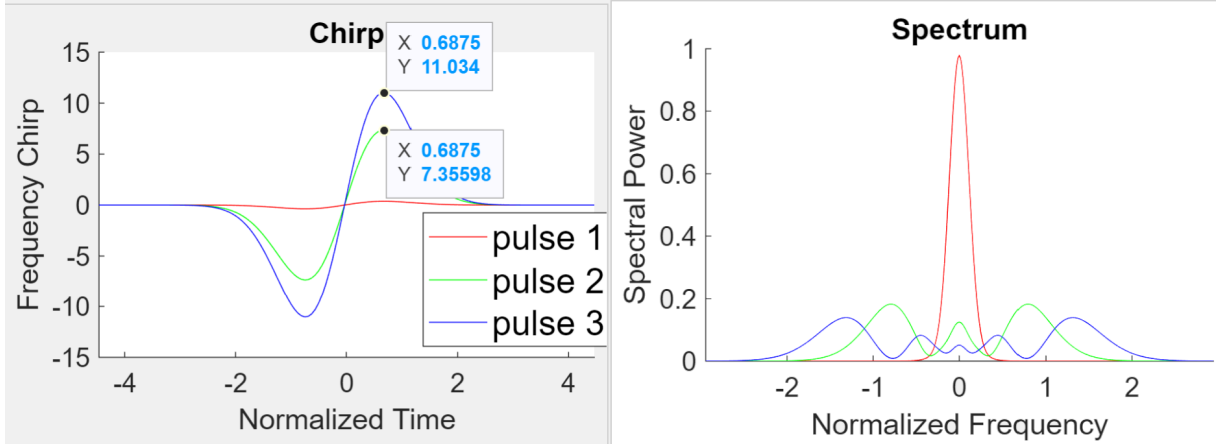 Chirp
X 0.6875
Y 11.034
X 0.6875
Y 7.35598
15
10
5
0
-5
-10
-15
Frequency Chirp
-4
-2
0
2
4
Normalized Time
pulse 1
pulse 2
pulse 3
Spectrum
1
0.8
0.6
0.4
0.2
0
Spectral Power
-2
-1
0
1
2
Normalized Frequency